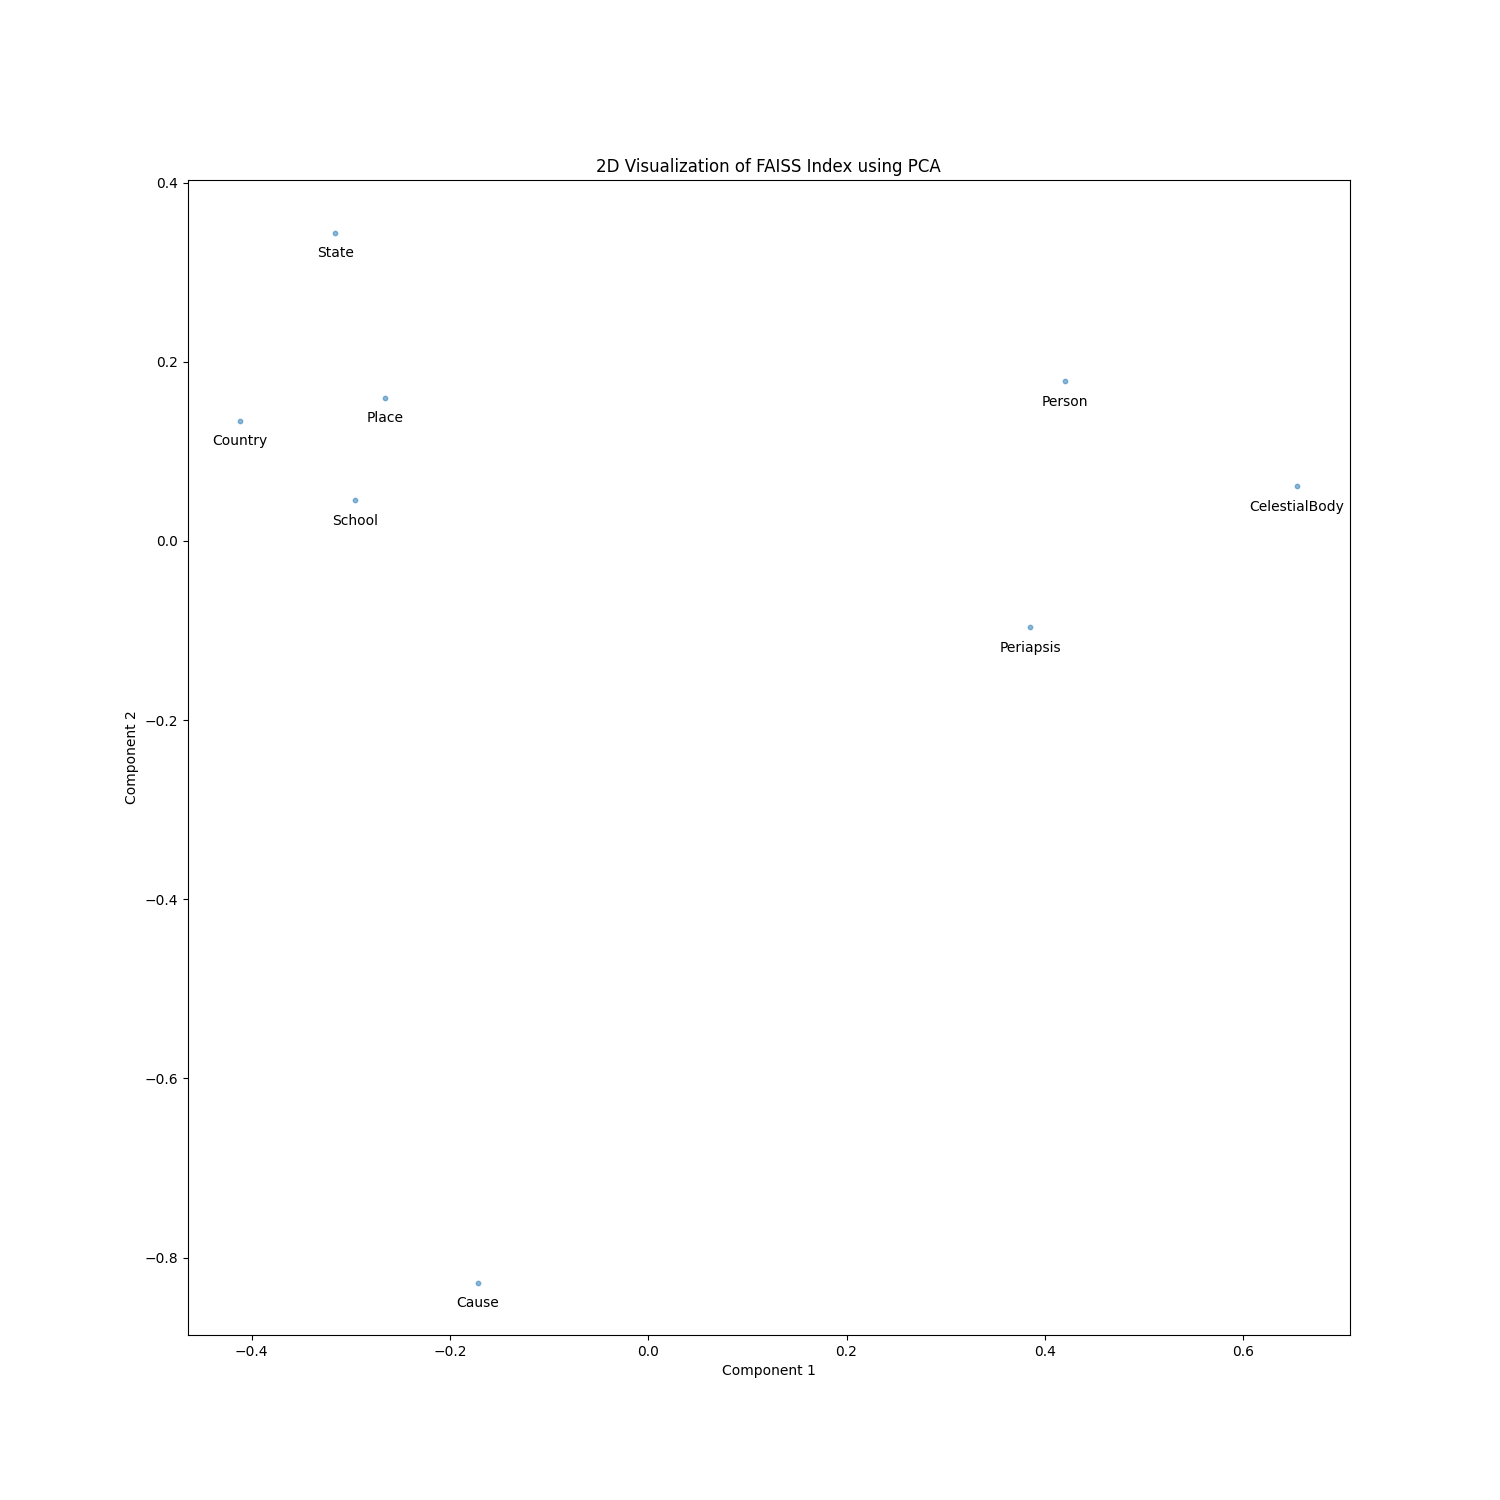 2D Visualization of FAISS Index using PCA
0.4
State
0.2
Person
Place
Country
CelestialBody
School
0.0
Periapsis
Component 2
−0.2
−0.4
−0.6
−0.8
Cause
−0.4 −0.2 0.0 0.2 0.4 0.6
Component 1